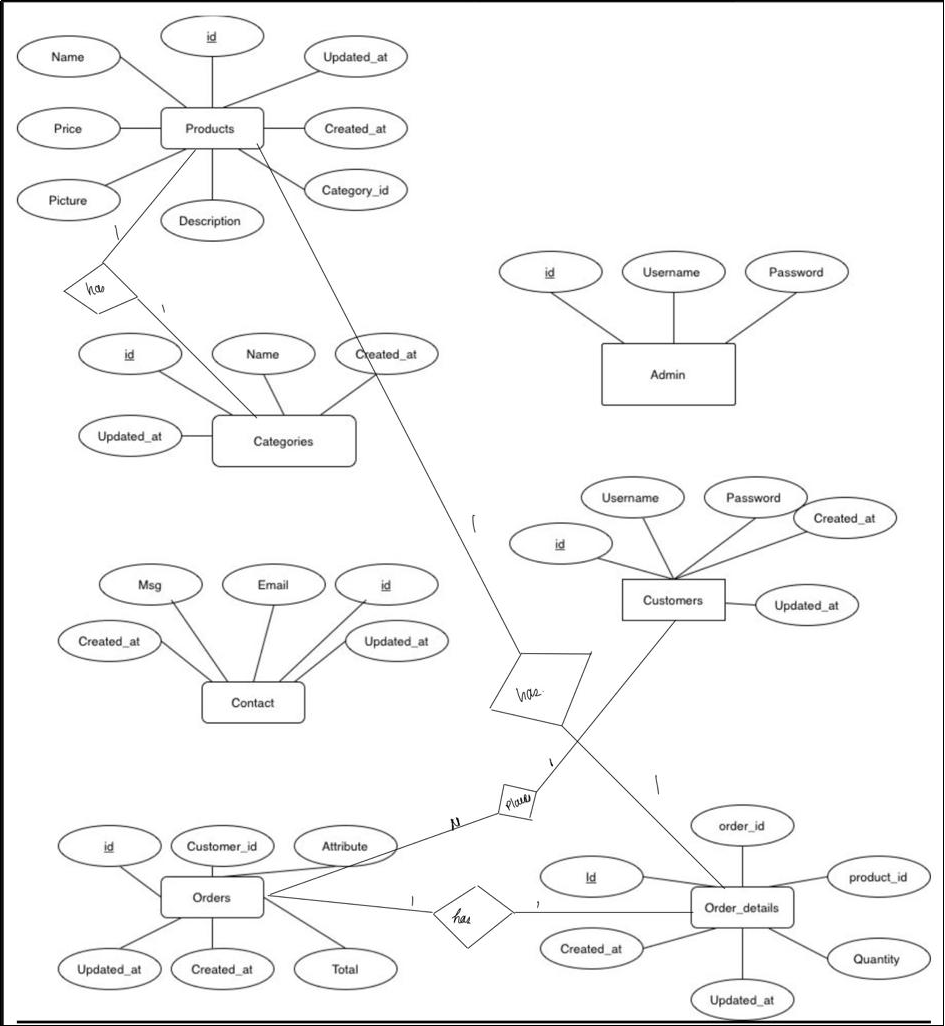 id
Name
Updated_at
Price
Products
Created_at
Picture
Category_id
Description
1
has
1
id
Username
Password
Admin
id
Name
Created_at
Updated_at
Categories
1
Username
Password
Created_at
id
Customers
Updated_at
Msg
Email
id
Created_at
Updated_at
Contact
has
1
1
N
id
Customer_id
Attribute
order_id
Orders
Id
product_id
Order_details
1
has
1
Created_at
Quantity
Updated_at
Created_at
Total
Updated_at